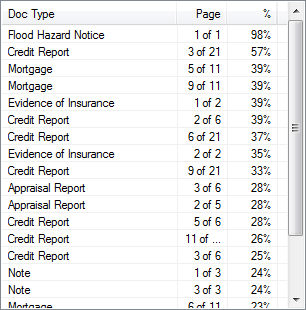 Doc Type Page %
Flood Hazard Notice 1 of 1 98%
Credit Report 3 of 21 57%
Mortgage 5 of 11 39%
Mortgage 9 of 11 39%
Evidence of Insurance 1 of 2 39%
Credit Report 2 of 6 39%
Credit Report 6 of 21 37%
Evidence of Insurance 2 of 2 35%
Credit Report 9 of 21 33%
Appraisal Report 3 of 6 28%
Appraisal Report 2 of 5 28%
Credit Report 5 of 6 28%
Credit Report 11 of ... 26%
Credit Report 3 of 6 25%
Note 1 of 3 24%
Note 3 of 3 24%
Mortgage 6 of 11 23%